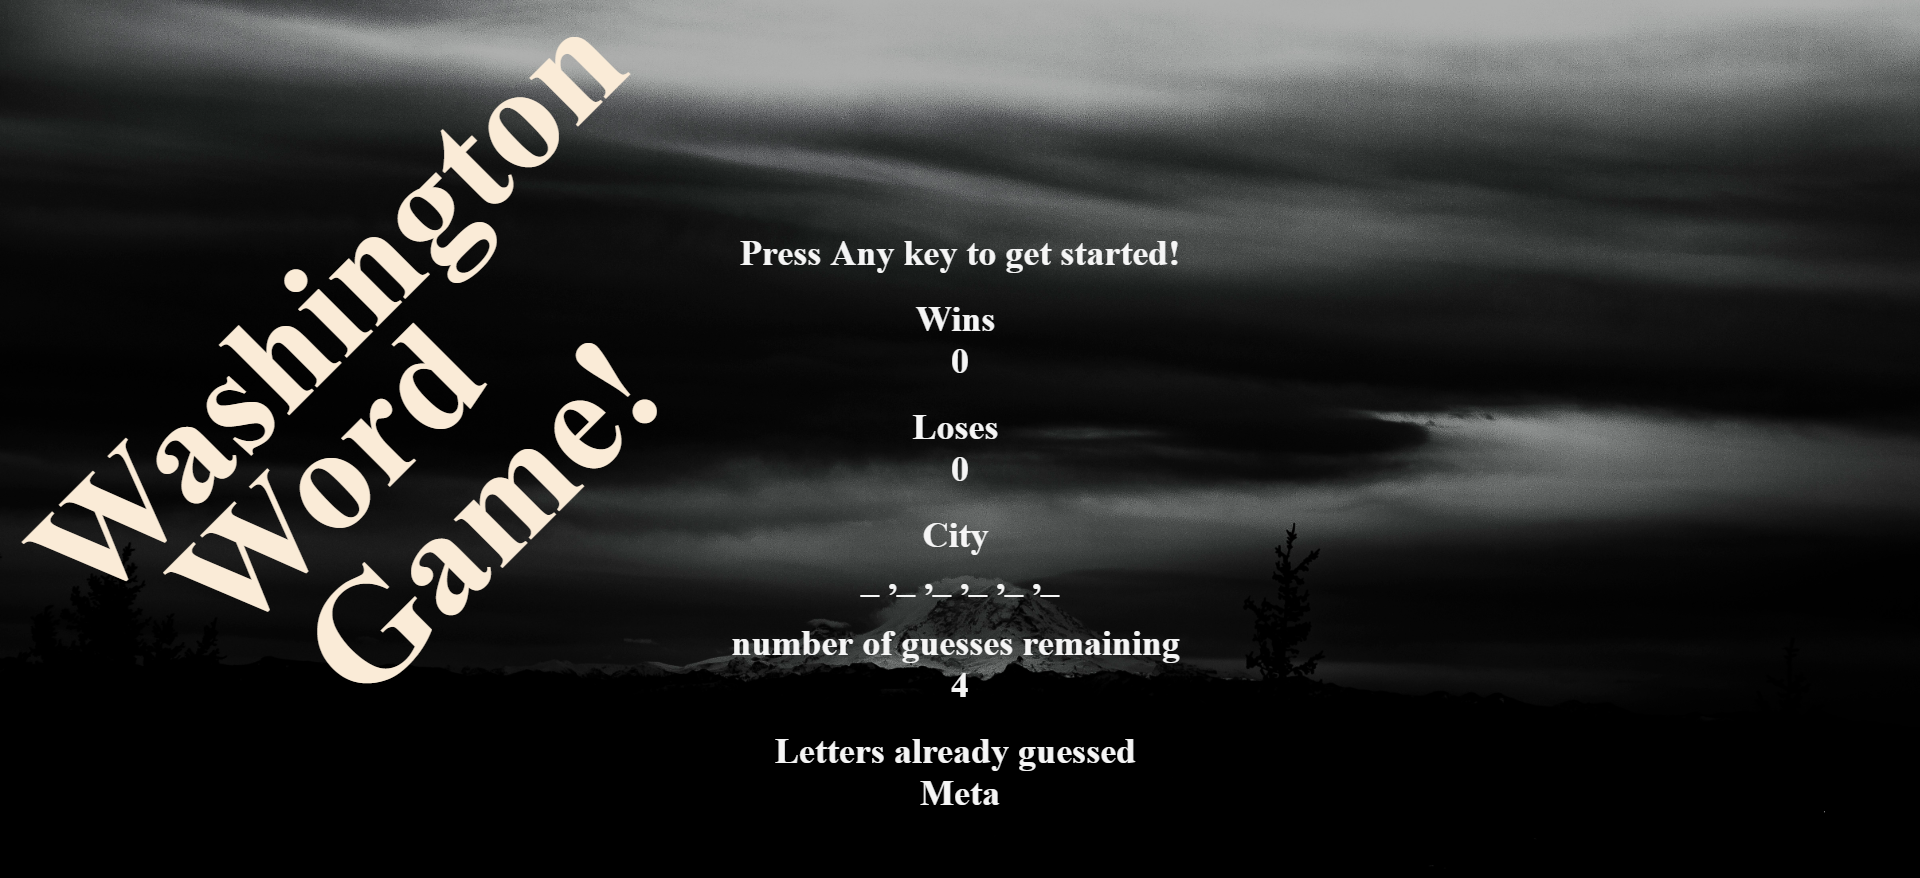 Washington
Word
Game!
Press Any key to get started!
Wins
0
Loses
0
City
_ ,_ ,_ ,_ ,_ ,_
number of guesses remaining
4
Letters already guessed
Meta